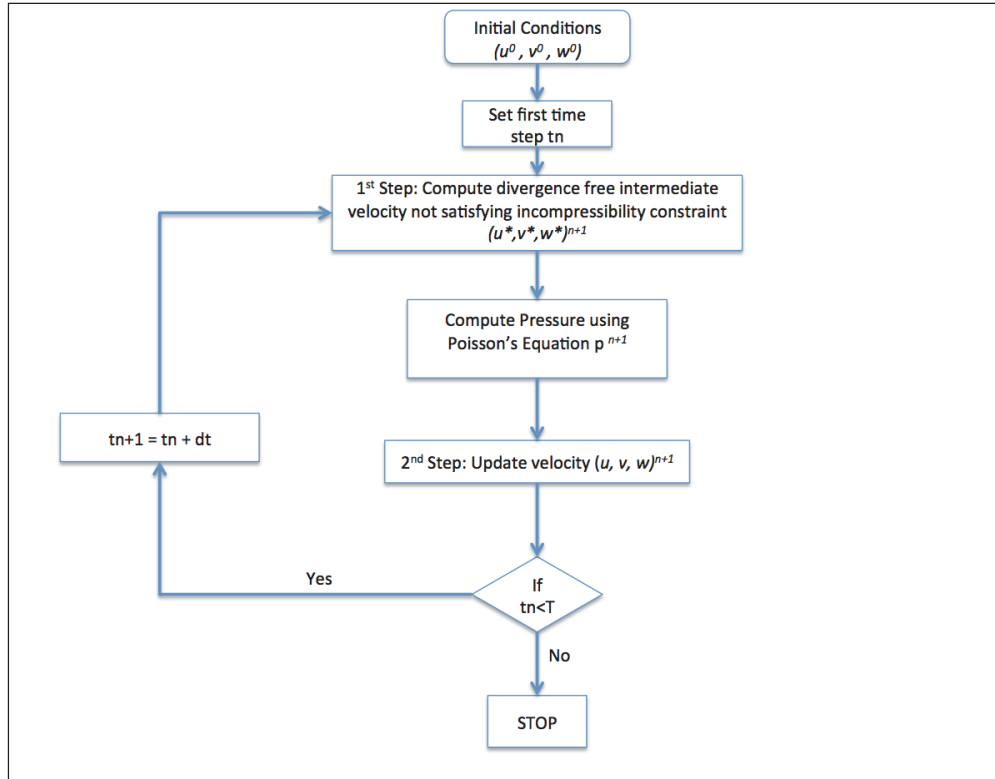 Initial Conditions
(u⁰ , v⁰ , w⁰)
Set first time
step tn
1ˢᵗ Step: Compute divergence free intermediate
velocity not satisfying incompressibility constraint
(u*,v*,w*)ⁿ⁺¹
Compute Pressure using
Poisson’s Equation p ⁿ⁺¹
tn+1 = tn + dt
2ⁿᵈ Step: Update velocity (u, v, w)ⁿ⁺¹
Yes
If
tn<T
No
STOP